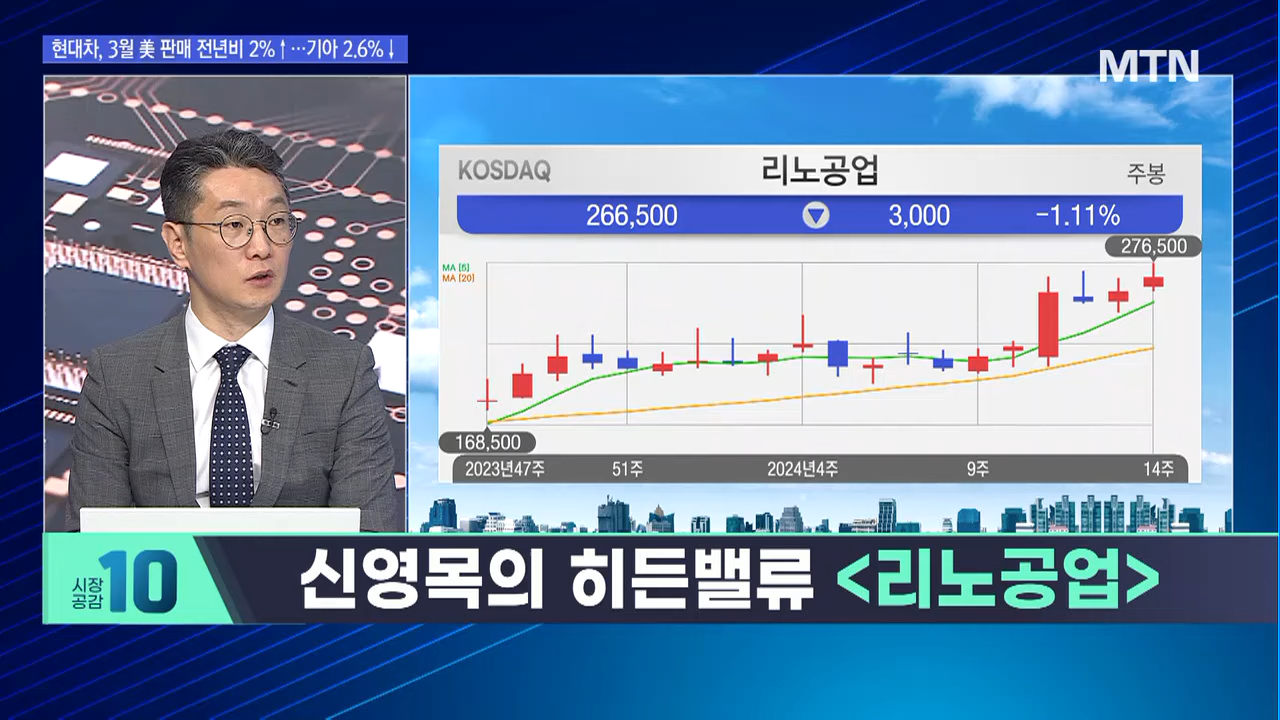 현대차, 3월 美 판매 전년비 2%↑…기아 2.6%↓
MTN
KOSDAQ 리노공업 주봉
266,500 ▼ 3,000 -1.11%
276,500
MA [5]
MA [20]
168,500
2023년47주 51주 2024년4주 9주 14주
시장공감10
신영목의 히든밸류 <리노공업>